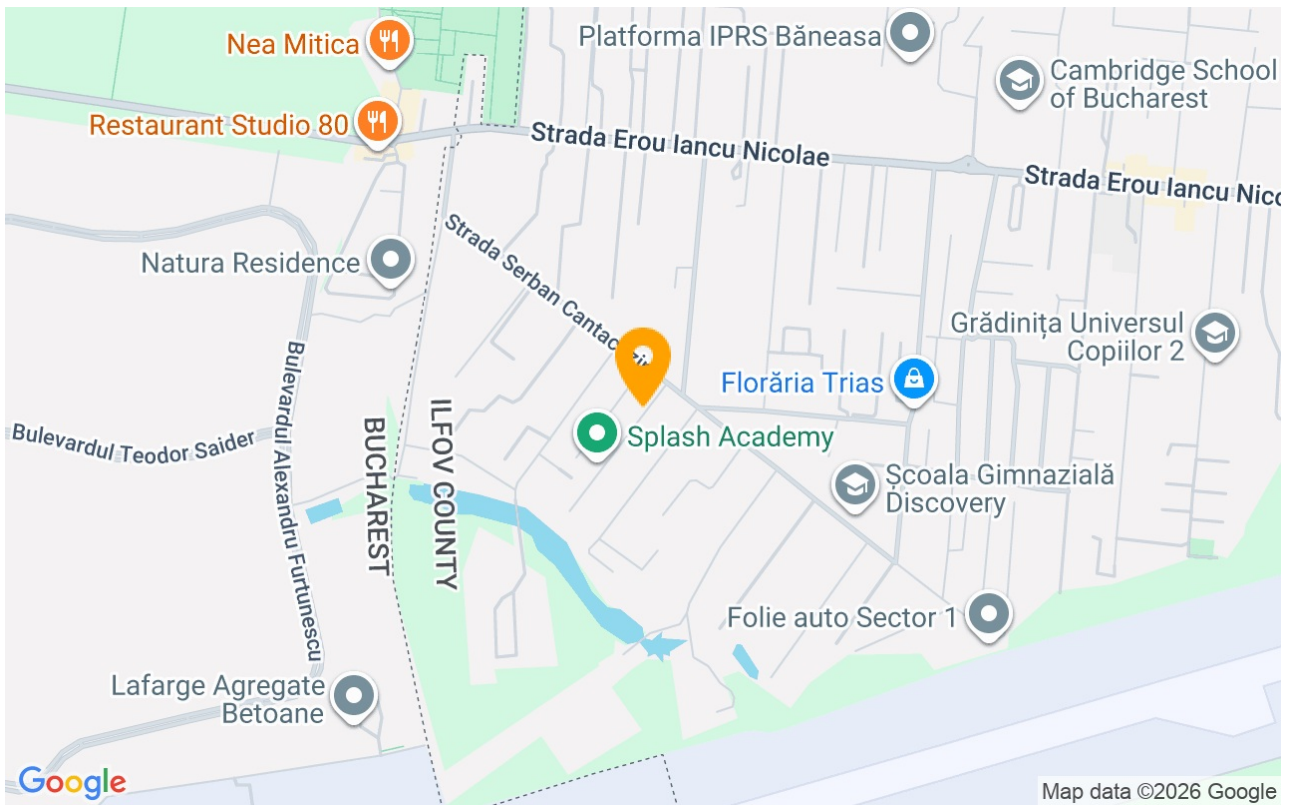 Nea Mitica
Platforma IPRS Băneasa
Cambridge School
of Bucharest
Restaurant Studio 80
Strada Erou Iancu Nicolae
Strada Erou Iancu Nico
Strada Serban Cantac
Natura Residence
Grădinița Universul
Copiilor 2
Florăria Trias
Bulevardul Alexandru Furtunescu
Bulevardul Teodor Saider
BUCHAREST
ILFOV COUNTY
Splash Academy
Școala Gimnazială
Discovery
Folie auto Sector 1
Lafarge Agregate
Betoane
Google
Map data ©2026 Google